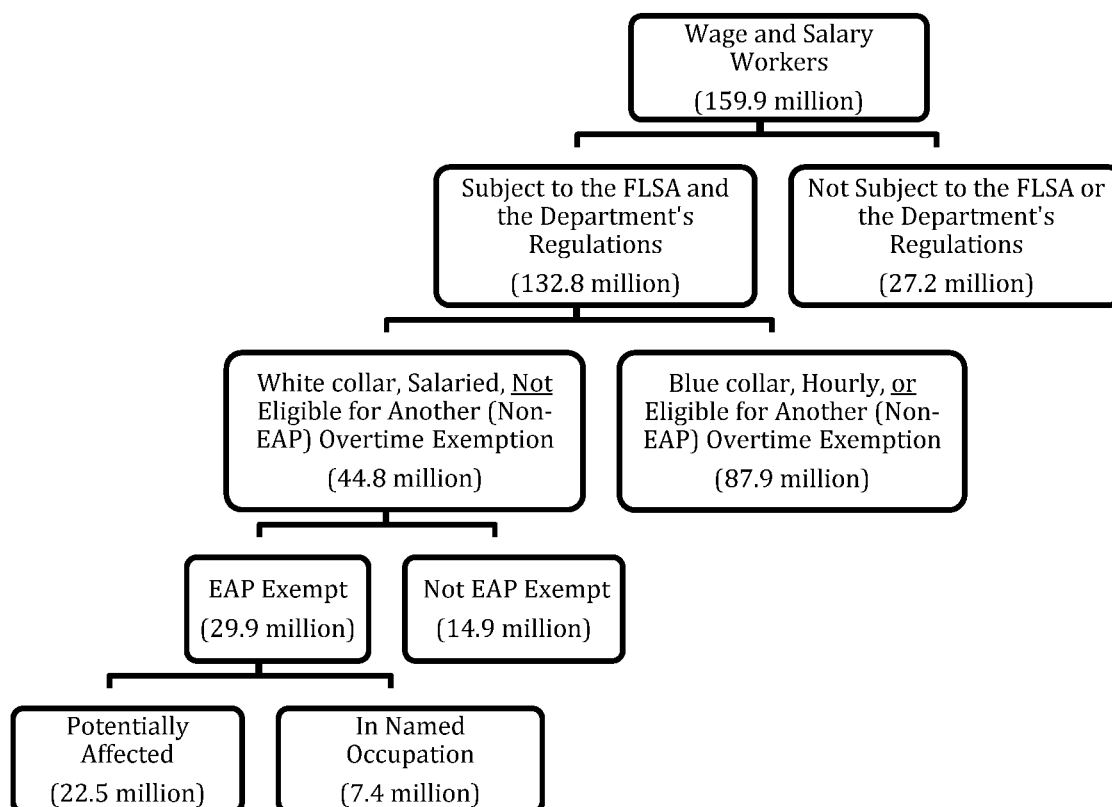 Wage and Salary
Workers
(159.9 million)
Subject to the FLSA and
the Department's
Regulations
(132.8 million)
Not Subject to the FLSA or
the Department's
Regulations
(27.2 million)
White collar, Salaried, Not
Eligible for Another (Non-
EAP) Overtime Exemption
(44.8 million)
Blue collar, Hourly, or
Eligible for Another (Non-
EAP) Overtime Exemption
(87.9 million)
EAP Exempt
(29.9 million)
Not EAP Exempt
(14.9 million)
Potentially
Affected
(22.5 million)
In Named
Occupation
(7.4 million)